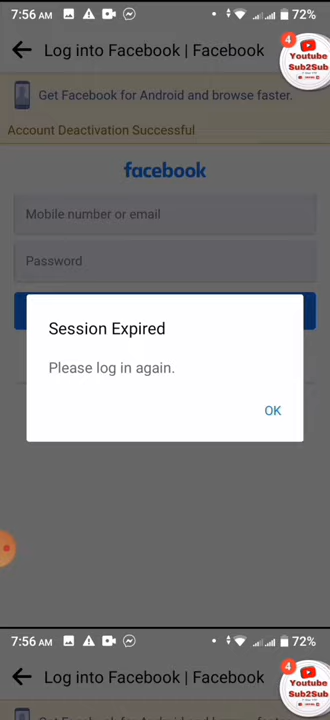 7:56 AM 72%
Log into Facebook | Facebook
4
Youtube
Sub2Sub
Get Facebook for Android and browse faster.
Account Deactivation Successful
facebook
Mobile number or email
Password
Session Expired
Please log in again.
OK
7:56 AM 72%
Log into Facebook | Facebook
4
Youtube
Sub2Sub